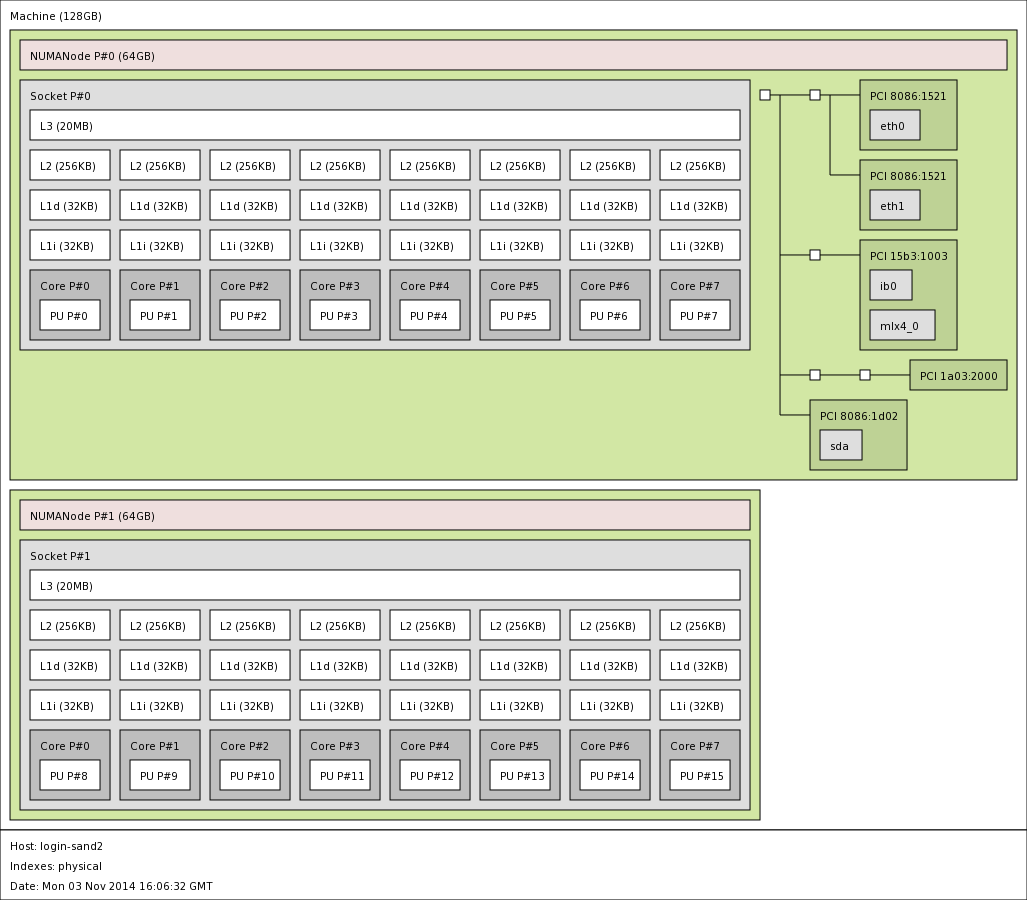 Machine (128GB)
NUMANode P#0 (64GB)
Socket P#0
L3 (20MB)
L2 (256KB) L2 (256KB) L2 (256KB) L2 (256KB) L2 (256KB) L2 (256KB) L2 (256KB) L2 (256KB)
L1d (32KB) L1d (32KB) L1d (32KB) L1d (32KB) L1d (32KB) L1d (32KB) L1d (32KB) L1d (32KB)
L1i (32KB) L1i (32KB) L1i (32KB) L1i (32KB) L1i (32KB) L1i (32KB) L1i (32KB) L1i (32KB)
Core P#0 Core P#1 Core P#2 Core P#3 Core P#4 Core P#5 Core P#6 Core P#7
PU P#0 PU P#1 PU P#2 PU P#3 PU P#4 PU P#5 PU P#6 PU P#7
PCI 8086:1521
eth0
PCI 8086:1521
eth1
PCI 15b3:1003
ib0
mlx4_0
PCI 1a03:2000
PCI 8086:1d02
sda
NUMANode P#1 (64GB)
Socket P#1
L3 (20MB)
L2 (256KB) L2 (256KB) L2 (256KB) L2 (256KB) L2 (256KB) L2 (256KB) L2 (256KB) L2 (256KB)
L1d (32KB) L1d (32KB) L1d (32KB) L1d (32KB) L1d (32KB) L1d (32KB) L1d (32KB) L1d (32KB)
L1i (32KB) L1i (32KB) L1i (32KB) L1i (32KB) L1i (32KB) L1i (32KB) L1i (32KB) L1i (32KB)
Core P#0 Core P#1 Core P#2 Core P#3 Core P#4 Core P#5 Core P#6 Core P#7
PU P#8 PU P#9 PU P#10 PU P#11 PU P#12 PU P#13 PU P#14 PU P#15
Host: login-sand2
Indexes: physical
Date: Mon 03 Nov 2014 16:06:32 GMT